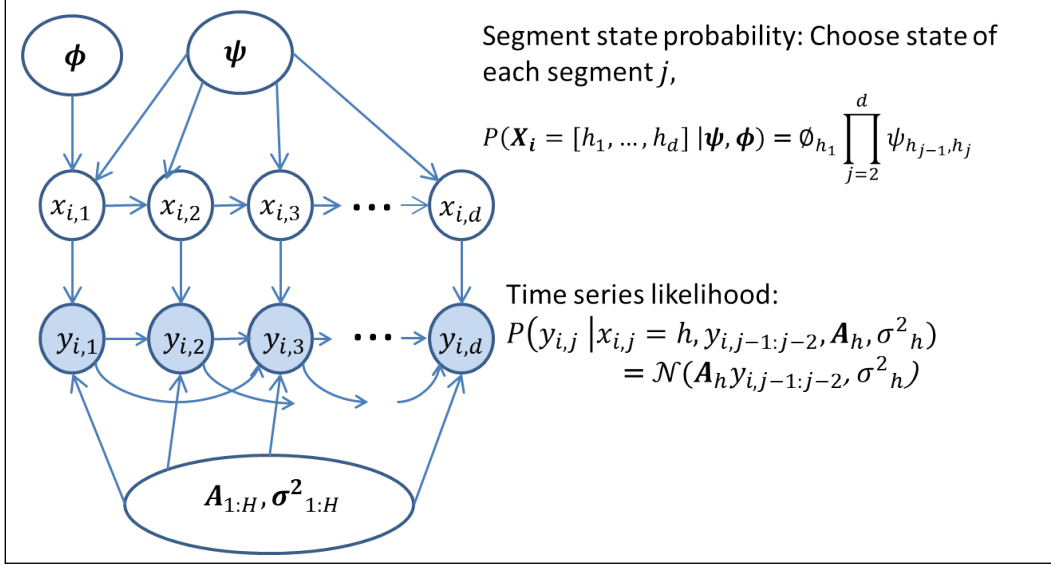 ϕ
ψ
Segment state probability: Choose state of
each segment j,
P(X_i = [h_1, ..., h_d] |ψ, ϕ) = ∅_{h_1} ∏_{j=2}^{d} ψ_{h_{j-1},h_j}
x_{i,1} x_{i,2} x_{i,3} ... x_{i,d}
Time series likelihood:
P(y_{i,j} |x_{i,j} = h, y_{i,j-1:j-2}, A_h, σ²_h)
= 𝒩(A_h y_{i,j-1:j-2}, σ²_h)
y_{i,1} y_{i,2} y_{i,3} ... y_{i,d}
A_{1:H}, σ²_{1:H}